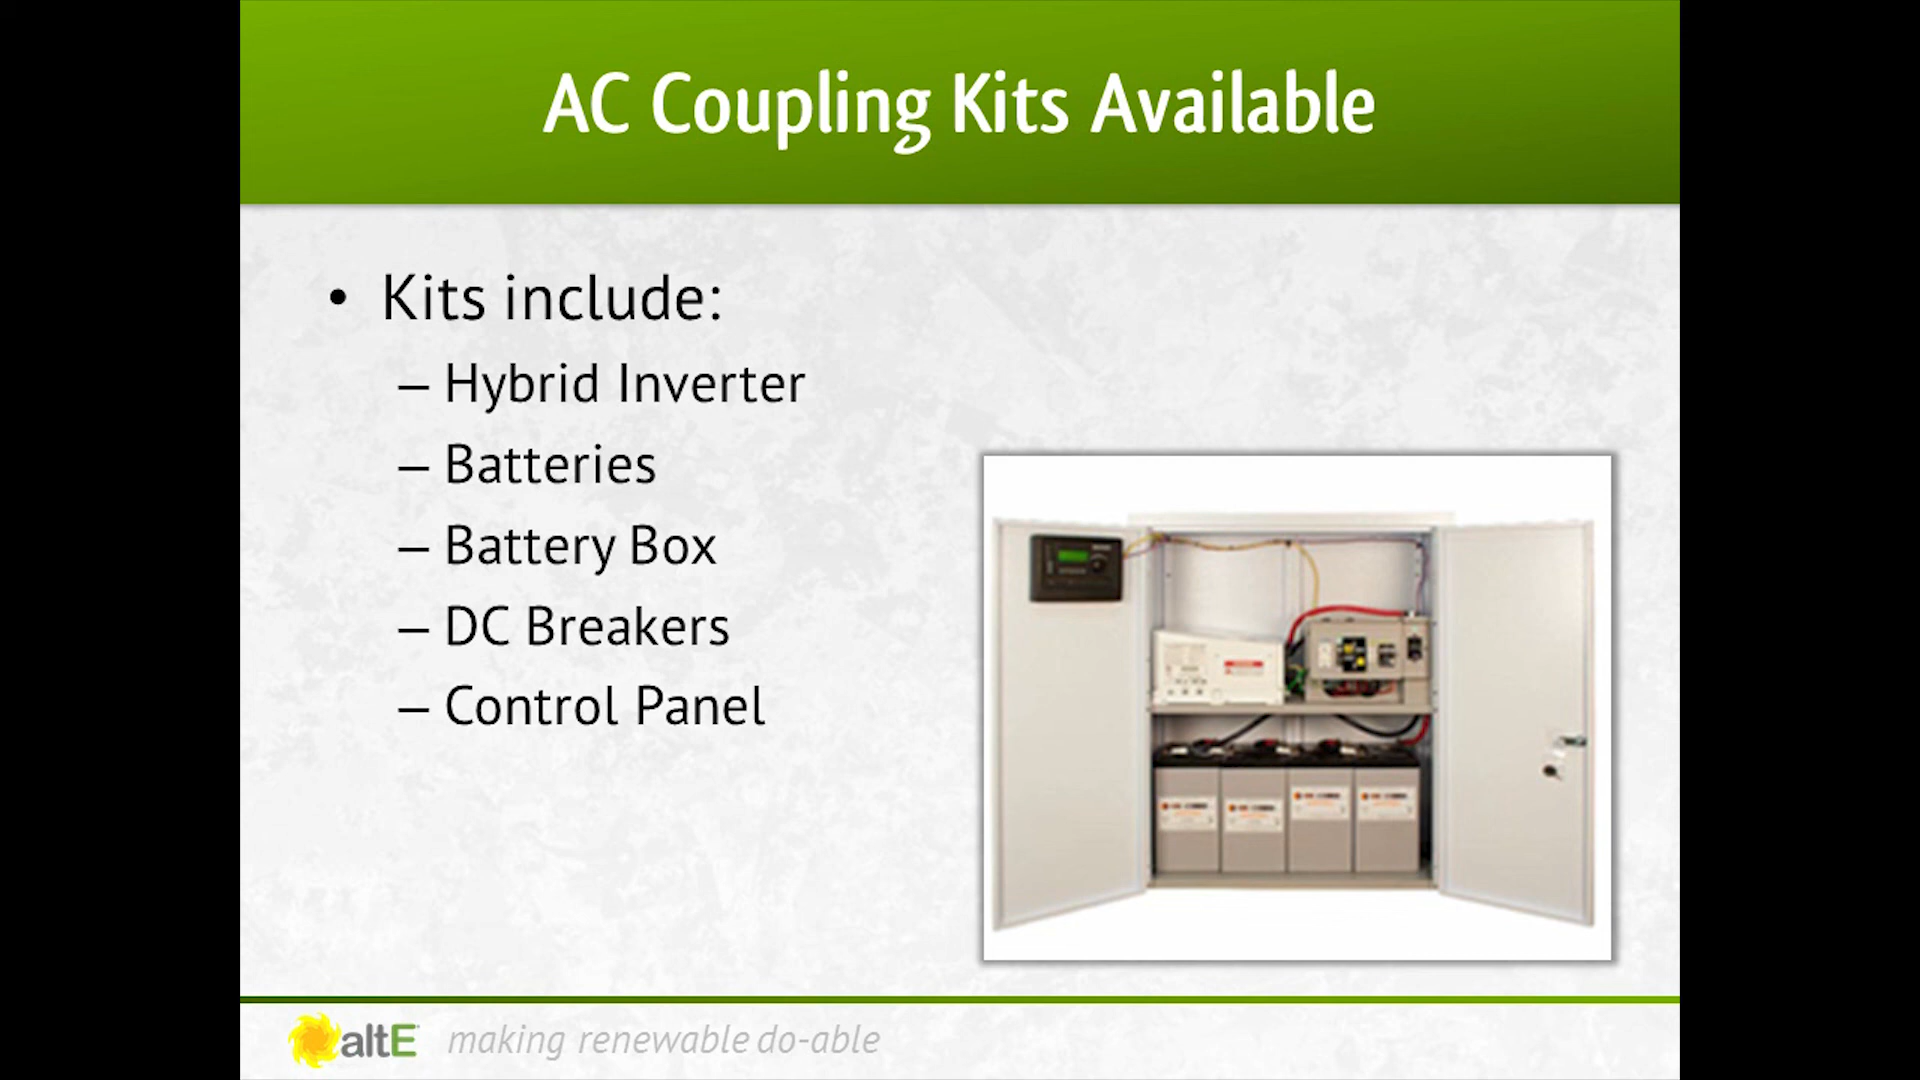 AC Coupling Kits Available
• Kits include:
– Hybrid Inverter
– Batteries
– Battery Box
– DC Breakers
– Control Panel
altE making renewable do-able